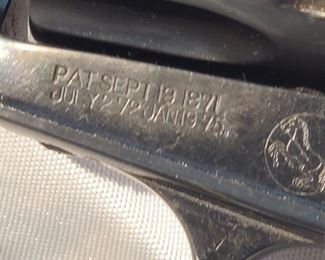 PAT. SEPT. 19. 1871.
JULY. 2.-72. JAN. 19.-75.